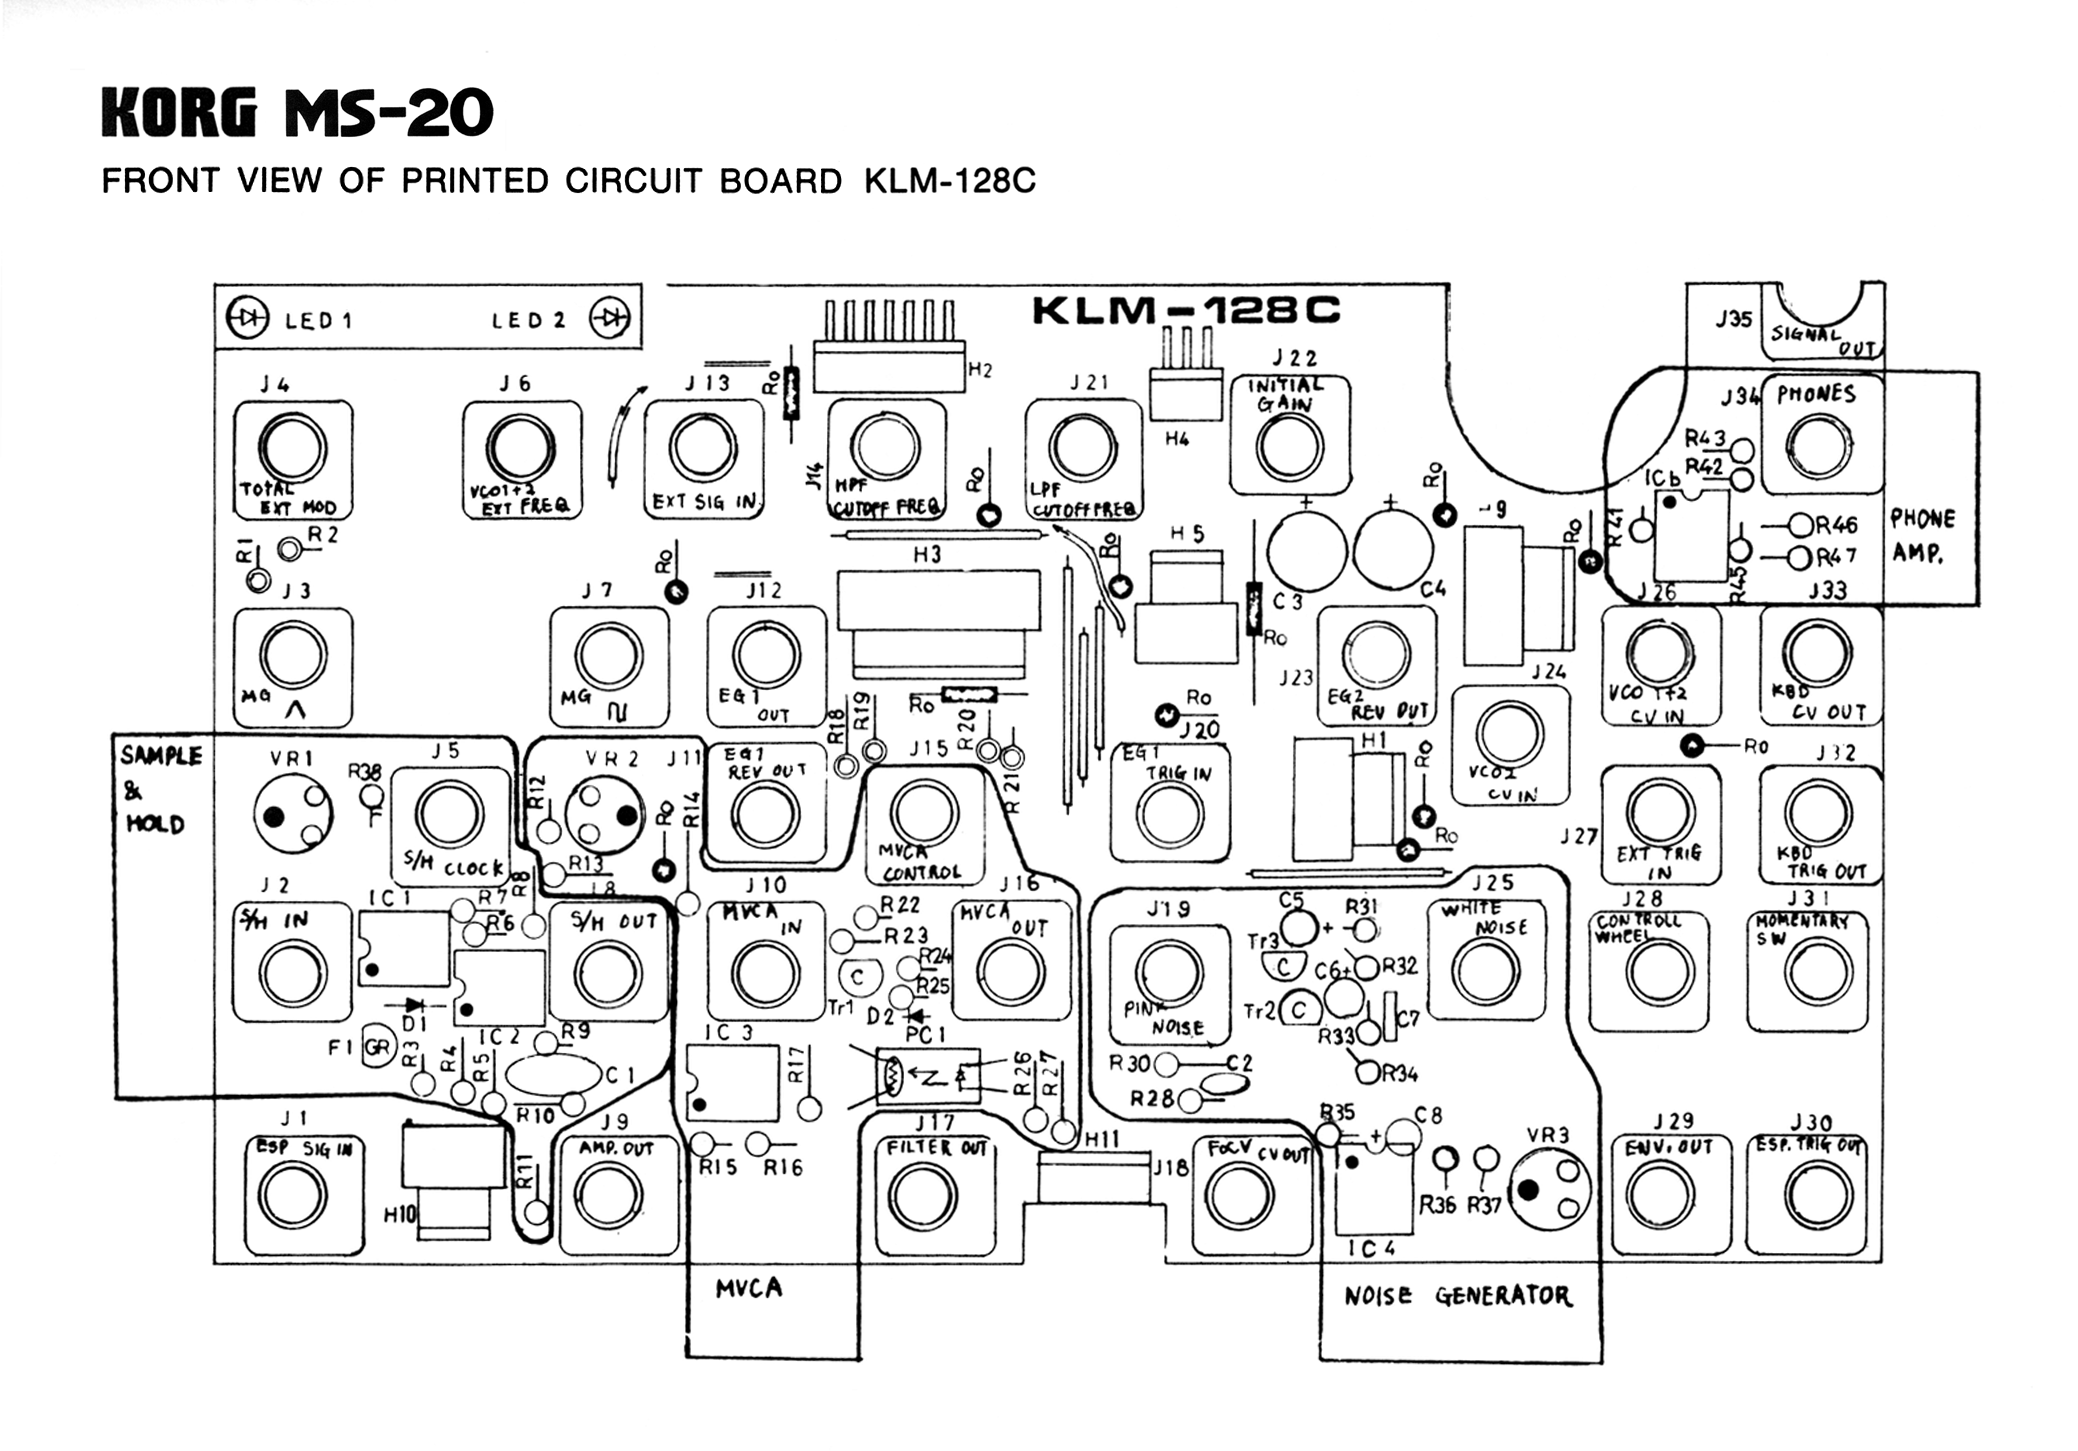 KORG MS-20
FRONT VIEW OF PRINTED CIRCUIT BOARD KLM-128C
LED 1
LED 2
KLM-128C
J35
SIGNAL
OUT
J4
TOTAL
EXT MOD
J6
VCO1+2
EXT FREQ
J13
EXT SIG IN
Ro
H2
J14
HPF
CUTOFF FREQ
Ro
J21
LPF
CUTOFF FREQ
H4
J22
INITIAL
GAIN
Ro
J34
PHONES
R43
R42
ICb
R41
R46
R47
R45
PHONE
AMP.
R1
R2
Ro
H3
Ro
H5
+
+
C3
C4
Ro
Ro
J3
MG
J7
MG
J12
EG1
OUT
R18
R19
Ro
R20
R21
Ro
J23
EG2
REV OUT
J24
VCO2
CV IN
J26
VCO 1+2
CV IN
J33
KBD
CV OUT
Ro
SAMPLE
&
HOLD
VR1
R38
J5
S/H CLOCK
R12
VR2
R13
Ro
R14
J11
EG1
REV OUT
J15
MVCA
CONTROL
J20
EG1
TRIG IN
H1
Ro
Ro
J27
EXT TRIG
IN
J32
KBD
TRIG OUT
J2
S/H IN
IC1
R7
R6
R8
J8
S/H OUT
J10
MVCA
IN
R22
R23
C
Tr1
R24
R25
D2
J16
MVCA
OUT
J19
PINK
NOISE
C5
+
R31
Tr3
C
C6+
R32
Tr2
C
R33
C7
R34
J25
WHITE
NOISE
J28
CONTROLL
WHEEL
J31
MOMENTARY
SW
D1
F1
GR
R3
R4
R5
IC2
R9
C1
R10
IC3
R17
PC1
R26
R27
R30
C2
R28
J1
ESP SIG IN
H10
R11
J9
AMP. OUT
R15
R16
J17
FILTER OUT
H11
J18
FOCV CV OUT
R35
+
C8
IC4
R36
R37
VR3
J29
ENV. OUT
J30
ESP. TRIG OUT
MVCA
NOISE GENERATOR